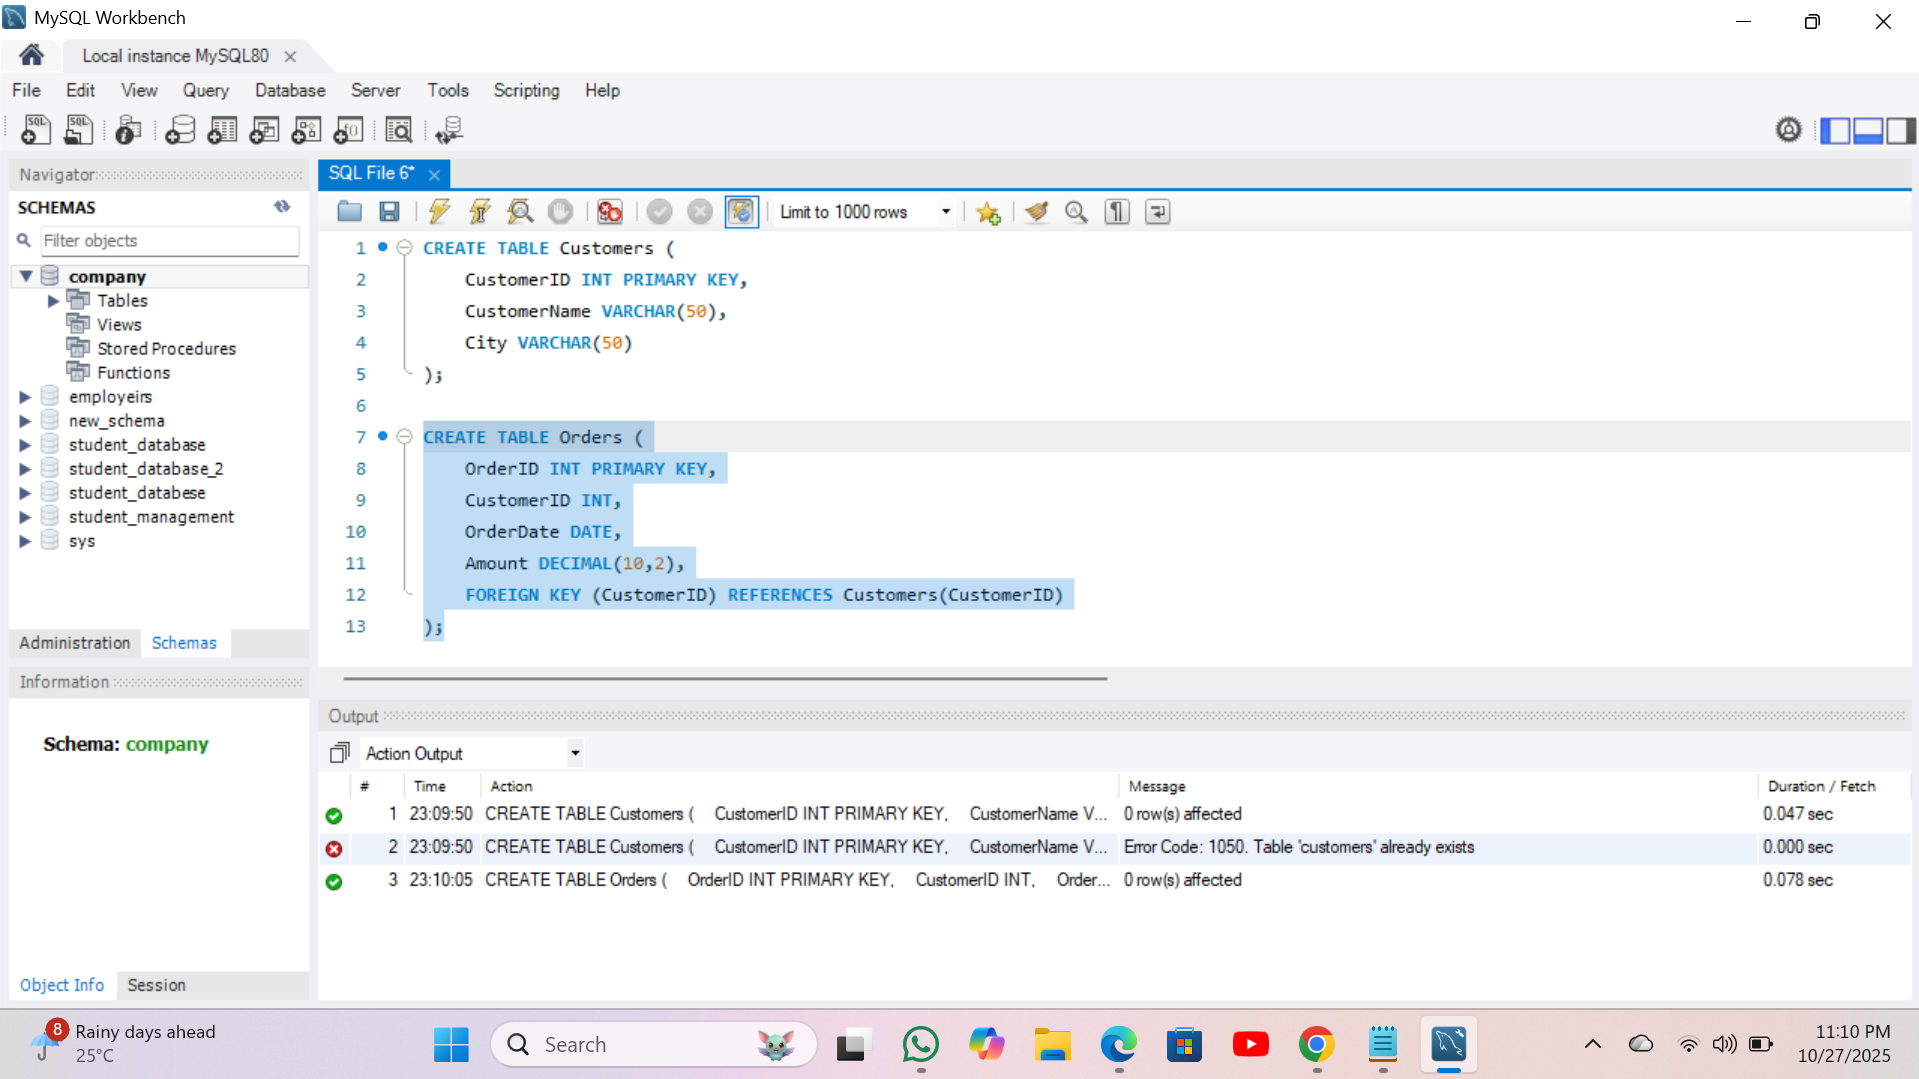 MySQL Workbench
Local instance MySQL80
File Edit View Query Database Server Tools Scripting Help
Navigator
SQL File 6*
SCHEMAS
Limit to 1000 rows
Filter objects
company
Tables
Views
Stored Procedures
Functions
employeirs
new_schema
student_database
student_database_2
student_databese
student_management
sys
Administration Schemas
Information
Schema: company
Object Info Session
1 CREATE TABLE Customers (
2 CustomerID INT PRIMARY KEY,
3 CustomerName VARCHAR(50),
4 City VARCHAR(50)
5 );
6
7 CREATE TABLE Orders (
8 OrderID INT PRIMARY KEY,
9 CustomerID INT,
10 OrderDate DATE,
11 Amount DECIMAL(10,2),
12 FOREIGN KEY (CustomerID) REFERENCES Customers(CustomerID)
13 );
Output
Action Output
# Time Action Message Duration / Fetch
1 23:09:50 CREATE TABLE Customers ( CustomerID INT PRIMARY KEY, CustomerName V... 0 row(s) affected 0.047 sec
2 23:09:50 CREATE TABLE Customers ( CustomerID INT PRIMARY KEY, CustomerName V... Error Code: 1050. Table 'customers' already exists 0.000 sec
3 23:10:05 CREATE TABLE Orders ( OrderID INT PRIMARY KEY, CustomerID INT, Order... 0 row(s) affected 0.078 sec
8 Rainy days ahead
25°C
Search
11:10 PM
10/27/2025